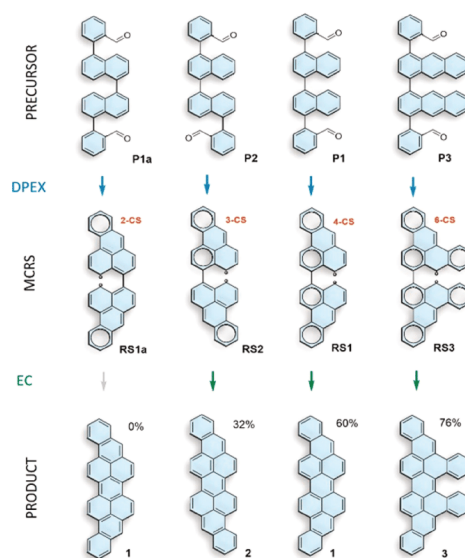 PRECURSOR
O O O O
O O O O
P1a P2 P1 P3
DPEX
MCRS
2-CS 3-CS 4-CS 6-CS
RS1a RS2 RS1 RS3
EC
PRODUCT
0% 32% 60% 76%
1 2 1 3